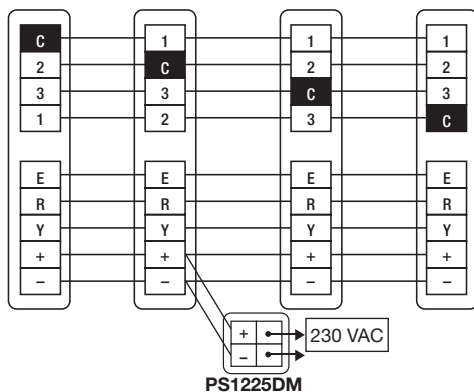 C 1 1 1
2 C 2 2
3 3 C 3
1 2 3 C
E E E E
R R R R
Y Y Y Y
+ + + +
– – – –
+ 230 VAC
–
PS1225DM